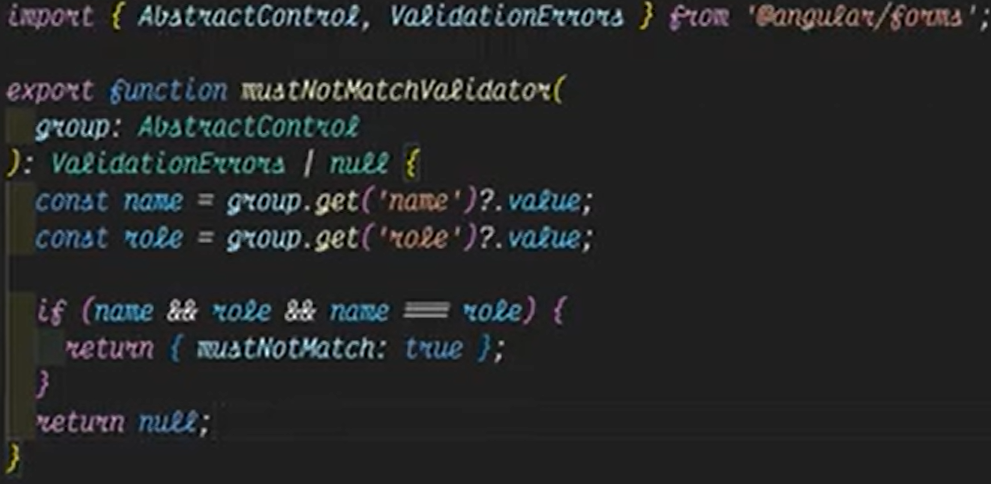 import { AbstractControl, ValidationErrors } from '@angular/forms';
export function mustNotMatchValidator(
group: AbstractControl
): ValidationErrors | null {
const name = group.get('name')?.value;
const role = group.get('role')?.value;
if (name && role && name === role) {
return { mustNotMatch: true };
}
return null;
}